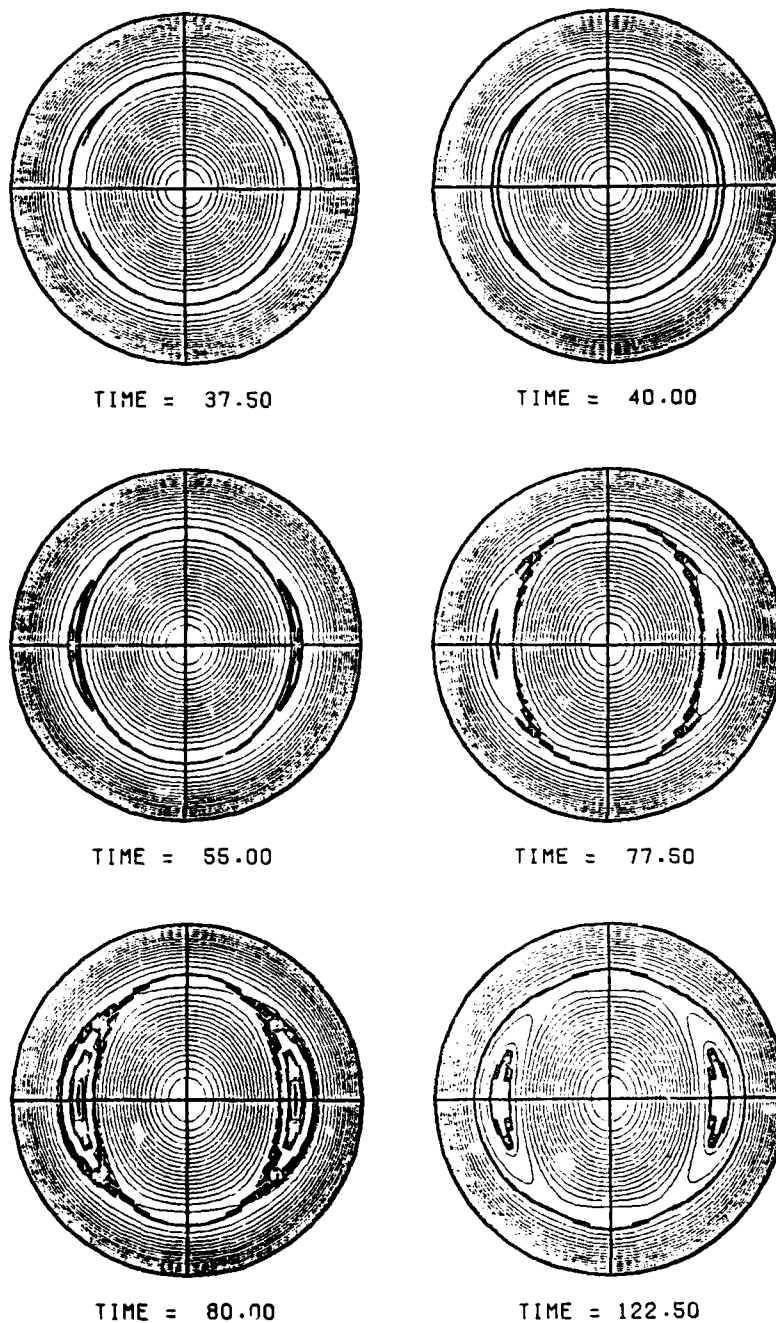 TIME = 37.50
TIME = 40.00
TIME = 55.00
TIME = 77.50
TIME = 80.00
TIME = 122.50